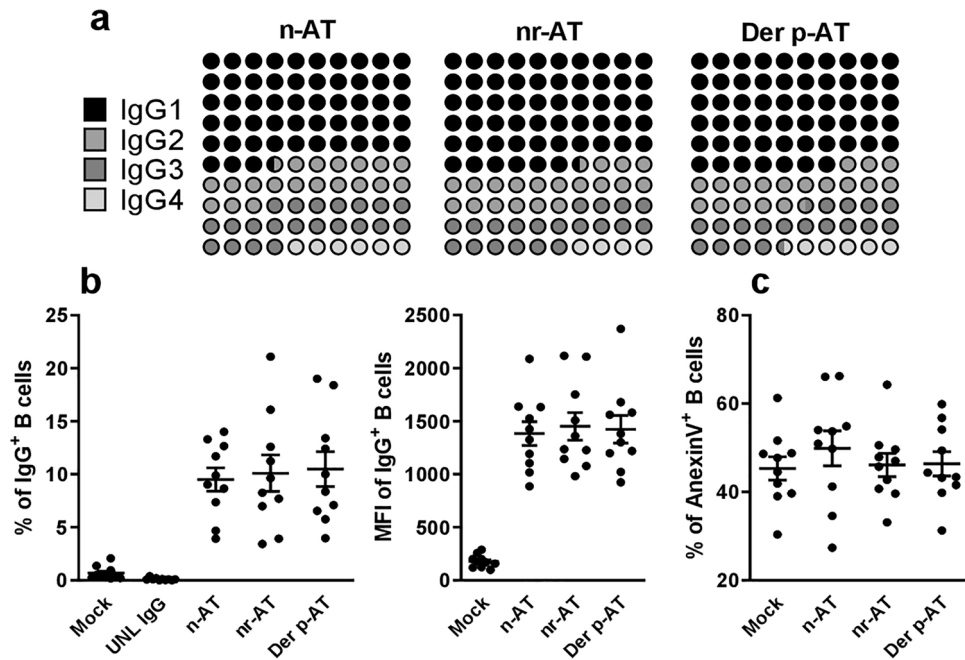 a
n-AT nr-AT Der p-AT
IgG1
IgG2
IgG3
IgG4
b
% of IgG+ B cells
25
20
15
10
5
0
Mock UNL IgG n-AT nr-AT Der p-AT
MFI of IgG+ B cells
2500
2000
1500
1000
500
0
Mock n-AT nr-AT Der p-AT
c
% of AnexinV+ B cells
80
60
40
20
Mock n-AT nr-AT Der p-AT